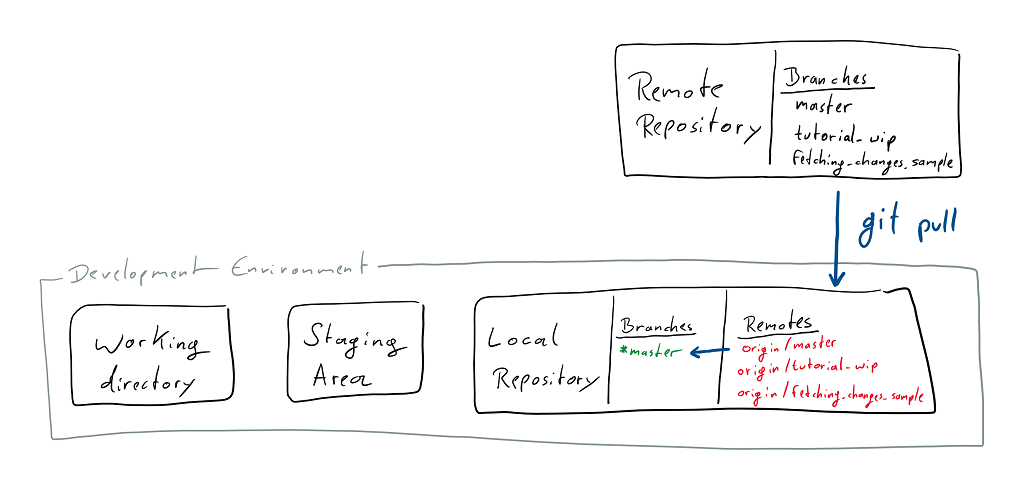 Remote
Repository
Branches
master
tutorial_wip
fetching_changes_sample
git pull
Development Environment
Working
directory
Staging
Area
Local
Repository
Branches
*master
Remotes
origin/master
origin/tutorial_wip
origin/fetching_changes_sample